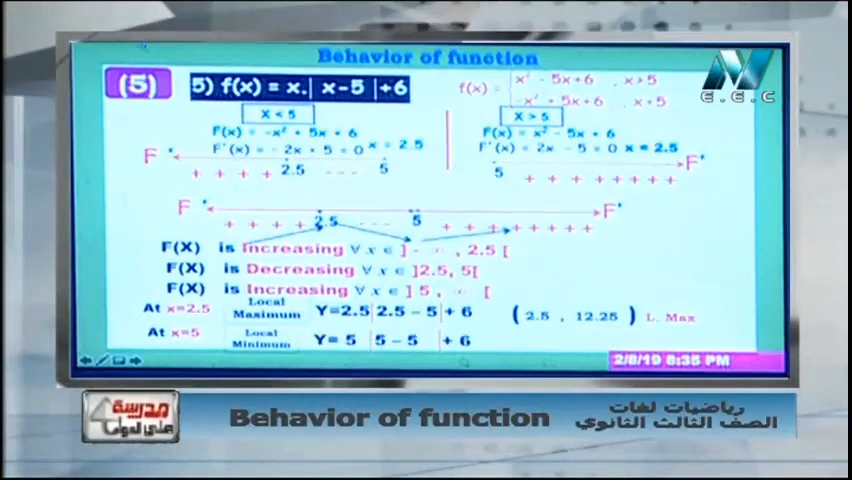 Behavior of function
(5) 5) f(x) = x.| x-5 |+6
f(x) = x² - 5x+6 , x>5
-x² + 5x+6 , x<5
E.E.C
X < 5
F(x) = -x² + 5x + 6
F'(x) = - 2x + 5 = 0 x = 2.5
F' + + + + 2.5 - - - 5
X > 5
F(x) = x² - 5x + 6
F'(x) = 2x - 5 = 0 x = 2.5
5 + + + + + + + + F'
F' + + + + 2.5 - - - 5 + + + + + + + + + F'
F(X) is Increasing ∀ x ∈ ] - ∞ , 2.5 [
F(X) is Decreasing ∀ x ∈ ]2.5, 5[
F(X) is Increasing ∀ x ∈ ] 5 , ∞ [
At x=2.5 Local Maximum Y=2.5|2.5 – 5|+ 6 ( 2.5 , 12.25 ) L. Max
At x=5 Local Minimum Y= 5 |5 – 5 |+ 6
2/8/19 8:35 PM
مدرسة على الهواء
Behavior of function
رياضيات لغات
الصف الثالث الثانوي